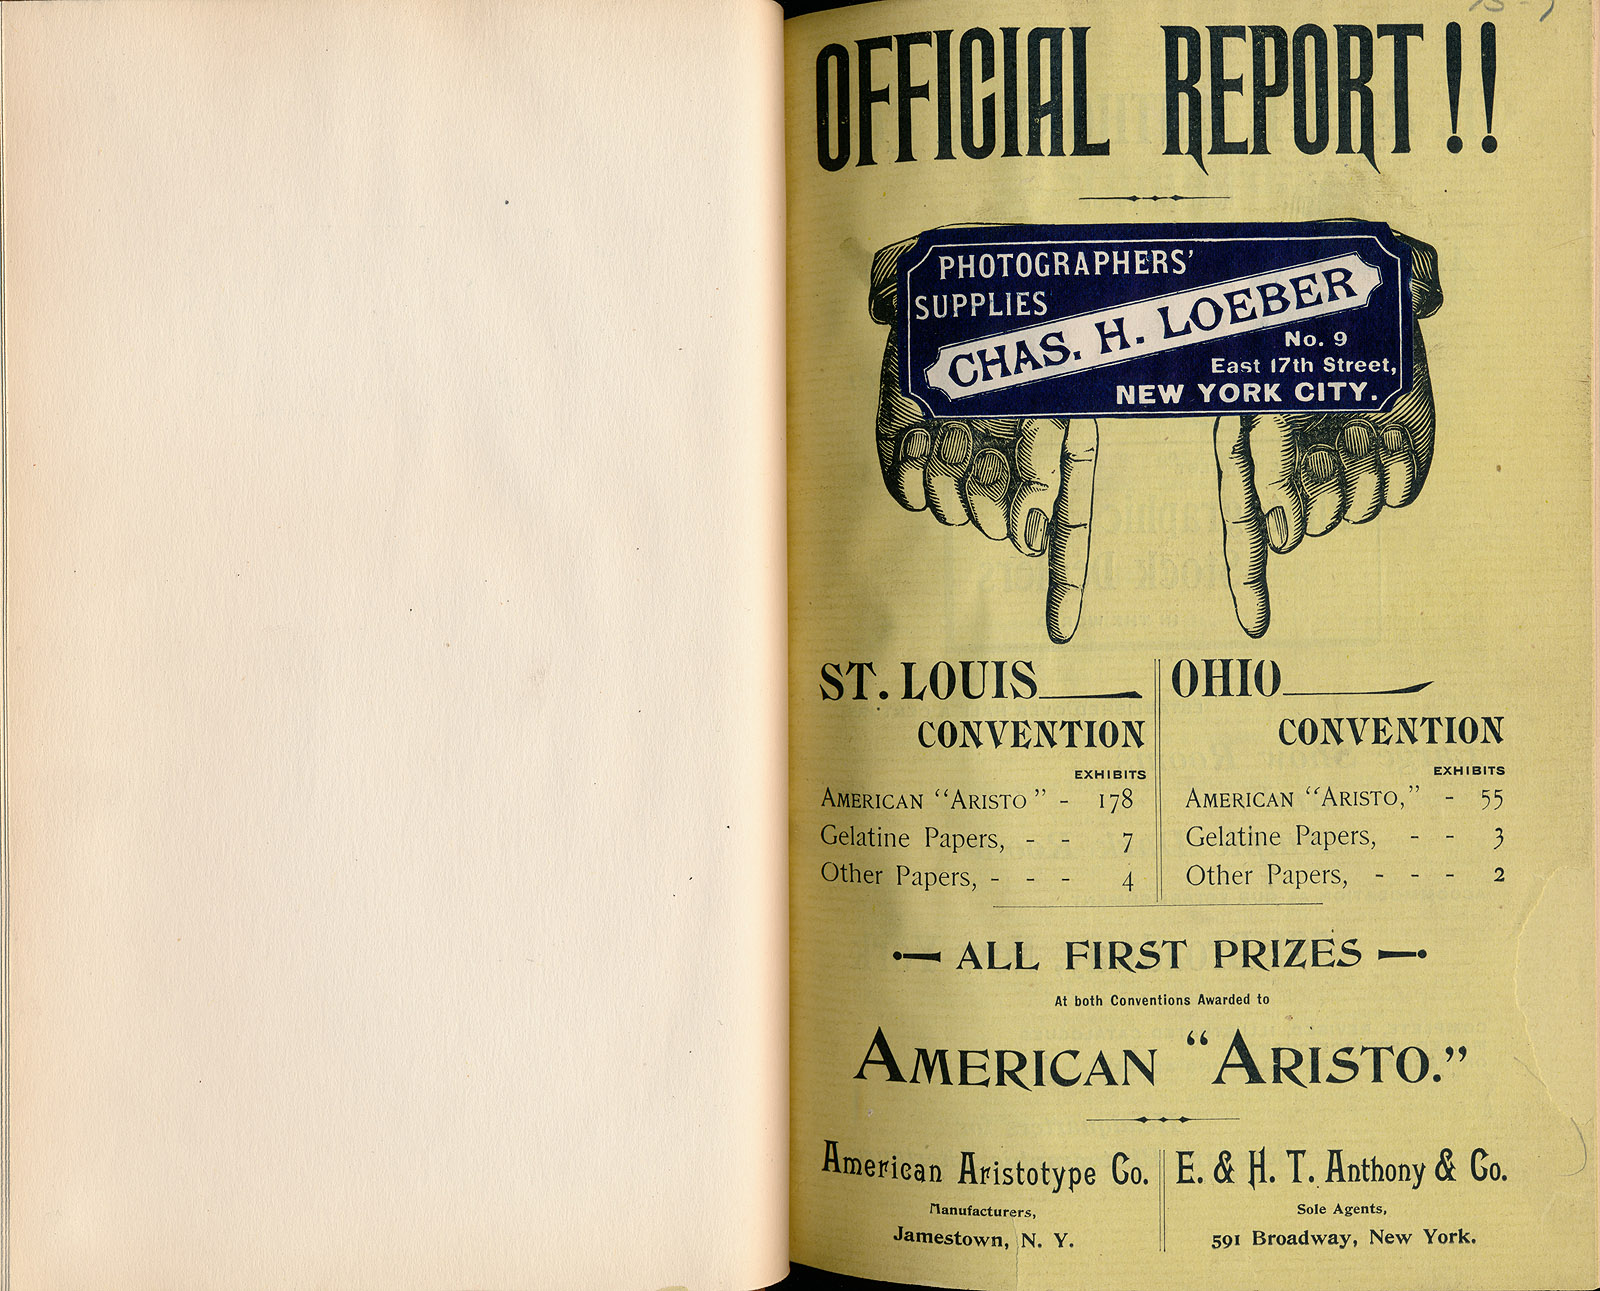 OFFICIAL REPORT!!
PHOTOGRAPHERS'
SUPPLIES
CHAS. H. LOEBER
No. 9
East 17th Street,
NEW YORK CITY.
ST. LOUIS
CONVENTION
EXHIBITS
AMERICAN "ARISTO" - 178
Gelatine Papers, - - 7
Other Papers, - - - 4
OHIO
CONVENTION
EXHIBITS
AMERICAN "ARISTO," - 55
Gelatine Papers, - - 3
Other Papers, - - - 2
ALL FIRST PRIZES
At both Conventions Awarded to
AMERICAN "ARISTO."
American Aristotype Co.
Manufacturers,
Jamestown, N. Y.
E. & H. T. Anthony & Co.
Sole Agents,
591 Broadway, New York.